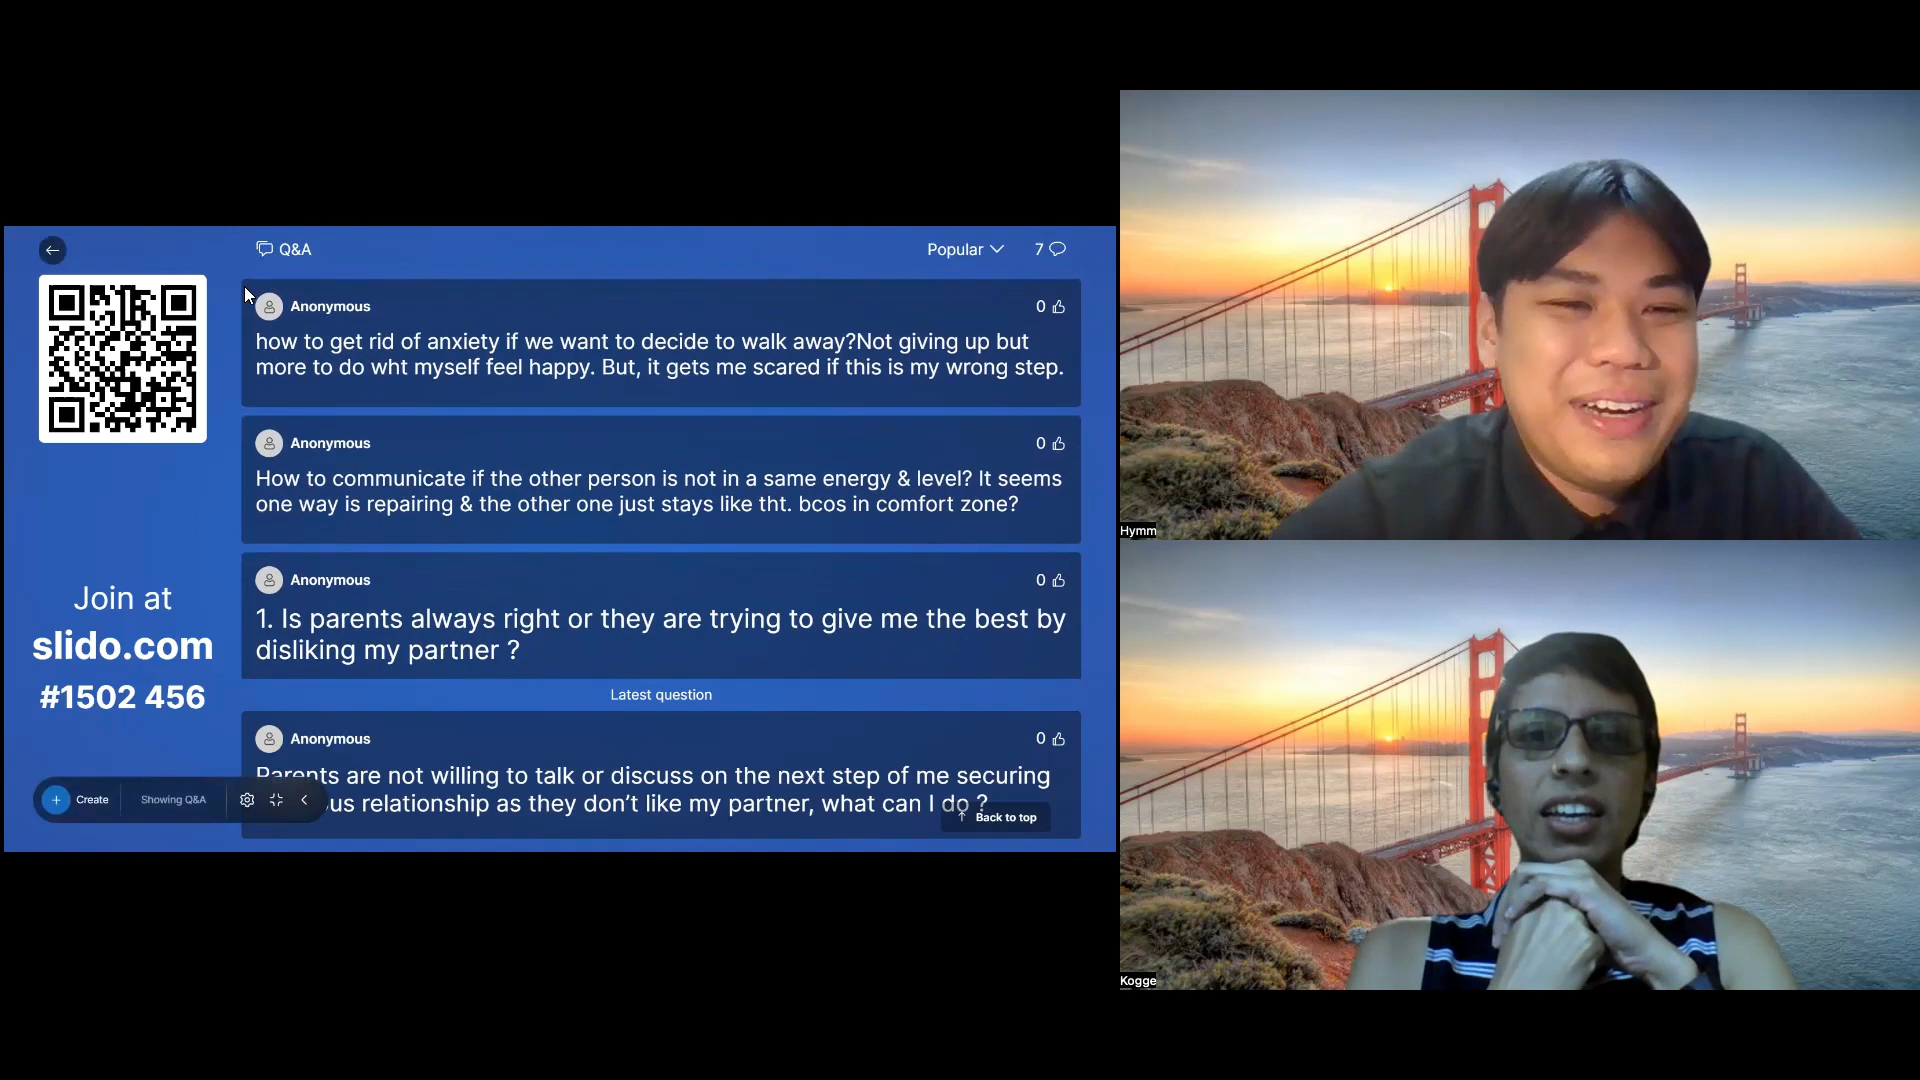 Q&A
Popular
7
Anonymous
0
how to get rid of anxiety if we want to decide to walk away?Not giving up but
more to do wht myself feel happy. But, it gets me scared if this is my wrong step.
Anonymous
0
How to communicate if the other person is not in a same energy & level? It seems
one way is repairing & the other one just stays like tht. bcos in comfort zone?
Anonymous
0
1. Is parents always right or they are trying to give me the best by
disliking my partner ?
Latest question
Anonymous
0
Parents are not willing to talk or discuss on the next step of me securing
us relationship as they don’t like my partner, what can I do ?
Back to top
Join at
slido.com
#1502 456
Create
Showing Q&A
Hymm
Kogge